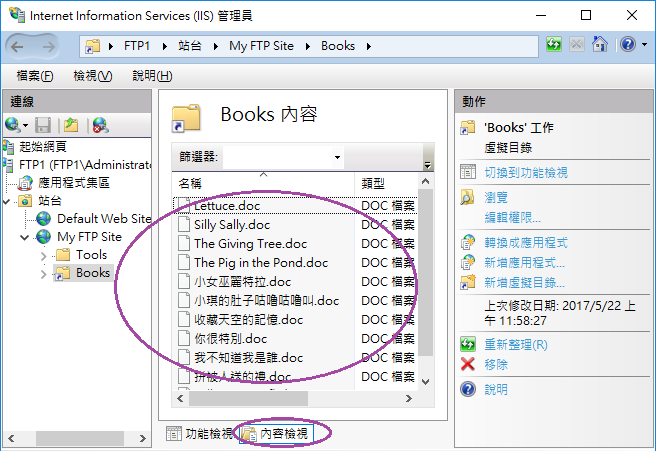 Internet Information Services (IIS) 管理員
FTP1 站台 My FTP Site Books
檔案(F) 檢視(V) 說明(H)
連線
起始網頁
FTP1 (FTP1\Administrato
應用程式集區
站台
Default Web Site
My FTP Site
Tools
Books
Books 內容
篩選器:
名稱 類型
Lettuce.doc DOC 檔案
Silly Sally.doc DOC 檔案
The Giving Tree.doc DOC 檔案
The Pig in the Pond.doc DOC 檔案
小女巫麗特拉.doc DOC 檔案
小琪的肚子咕嚕咕嚕叫.doc DOC 檔案
收藏天空的記憶.doc DOC 檔案
你很特別.doc DOC 檔案
我不知道我是誰.doc DOC 檔案
拼被人送的禮.doc DOC 檔案
功能檢視 內容檢視
動作
'Books' 工作
虛擬目錄
切換到功能檢視
瀏覽
編輯權限...
轉換成應用程式
新增應用程式...
新增虛擬目錄...
上次修改日期: 2017/5/22 上
午 11:58:27
重新整理(R)
移除
說明